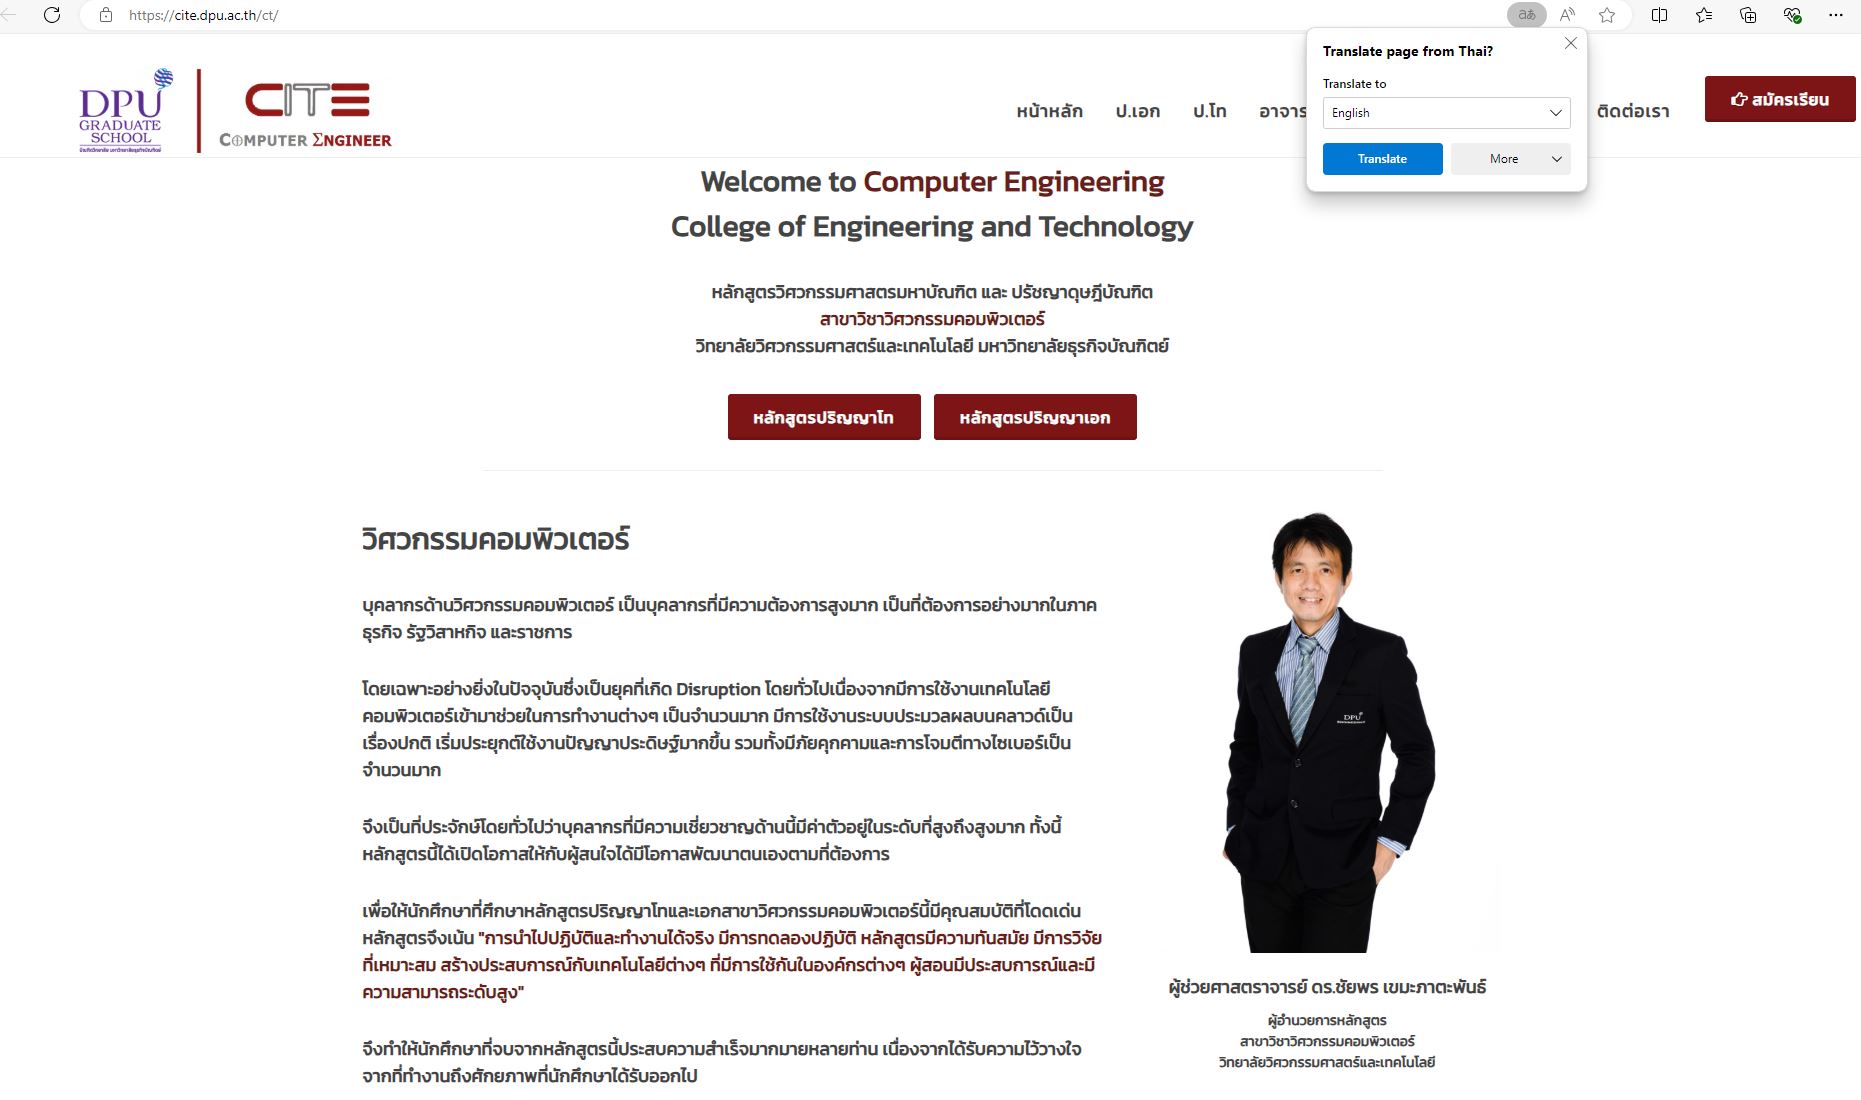 https://cite.dpu.ac.th/ct/
Translate page from Thai?
Translate to
English
Translate
More
DPU
GRADUATE
SCHOOL
CITE
COMPUTER ΣNGINEER
หน้าหลัก ป.เอก ป.โท ติดต่อเรา
สมัครเรียน
Welcome to Computer Engineering
College of Engineering and Technology
หลักสูตรวิศวกรรมศาสตรมหาบัณฑิต และ ปรัชญาดุษฎีบัณฑิต
สาขาวิชาวิศวกรรมคอมพิวเตอร์
วิทยาลัยวิศวกรรมศาสตร์และเทคโนโลยี มหาวิทยาลัยธุรกิจบัณฑิตย์
หลักสูตรปริญญาโท หลักสูตรปริญญาเอก
วิศวกรรมคอมพิวเตอร์
บุคลากรด้านวิศวกรรมคอมพิวเตอร์ เป็นบุคลากรที่มีความต้องการสูงมาก เป็นที่ต้องการอย่างมากในภาค
ธุรกิจ รัฐวิสาหกิจ และราชการ
โดยเฉพาะอย่างยิ่งในปัจจุบันซึ่งเป็นยุคที่เกิด Disruption โดยทั่วไปเนื่องจากมีการใช้งานเทคโนโลยี
คอมพิวเตอร์เข้ามาช่วยในการทำงานต่างๆ เป็นจำนวนมาก มีการใช้งานระบบประมวลผลบนคลาวด์เป็น
เรื่องปกติ เริ่มประยุกต์ใช้งานปัญญาประดิษฐ์มากขึ้น รวมทั้งมีภัยคุกคามและการโจมตีทางไซเบอร์เป็น
จำนวนมาก
จึงเป็นที่ประจักษ์โดยทั่วไปว่าบุคลากรที่มีความเชี่ยวชาญด้านนี้มีค่าตัวอยู่ในระดับที่สูงถึงสูงมาก ทั้งนี้
หลักสูตรนี้ได้เปิดโอกาสให้กับผู้สนใจได้มีโอกาสพัฒนาตนเองตามที่ต้องการ
เพื่อให้นักศึกษาที่ศึกษาหลักสูตรปริญญาโทและเอกสาขาวิศวกรรมคอมพิวเตอร์นี้มีคุณสมบัติที่โดดเด่น
หลักสูตรจึงเน้น "การนำไปปฏิบัติและทำงานได้จริง มีการทดลองปฏิบัติ หลักสูตรมีความทันสมัย มีการวิจัย
ที่เหมาะสม สร้างประสบการณ์กับเทคโนโลยีต่างๆ ที่มีการใช้กันในองค์กรต่างๆ ผู้สอนมีประสบการณ์และมี
ความสามารถระดับสูง"
จึงทำให้นักศึกษาที่จบจากหลักสูตรนี้ประสบความสำเร็จมากมายหลายท่าน เนื่องจากได้รับความไว้วางใจ
จากที่ทำงานถึงศักยภาพที่นักศึกษาได้รับออกไป
DPU
ผู้ช่วยศาสตราจารย์ ดร.ชัยพร เขมะภาตะพันธ์
ผู้อำนวยการหลักสูตร
สาขาวิชาวิศวกรรมคอมพิวเตอร์
วิทยาลัยวิศวกรรมศาสตร์และเทคโนโลยี